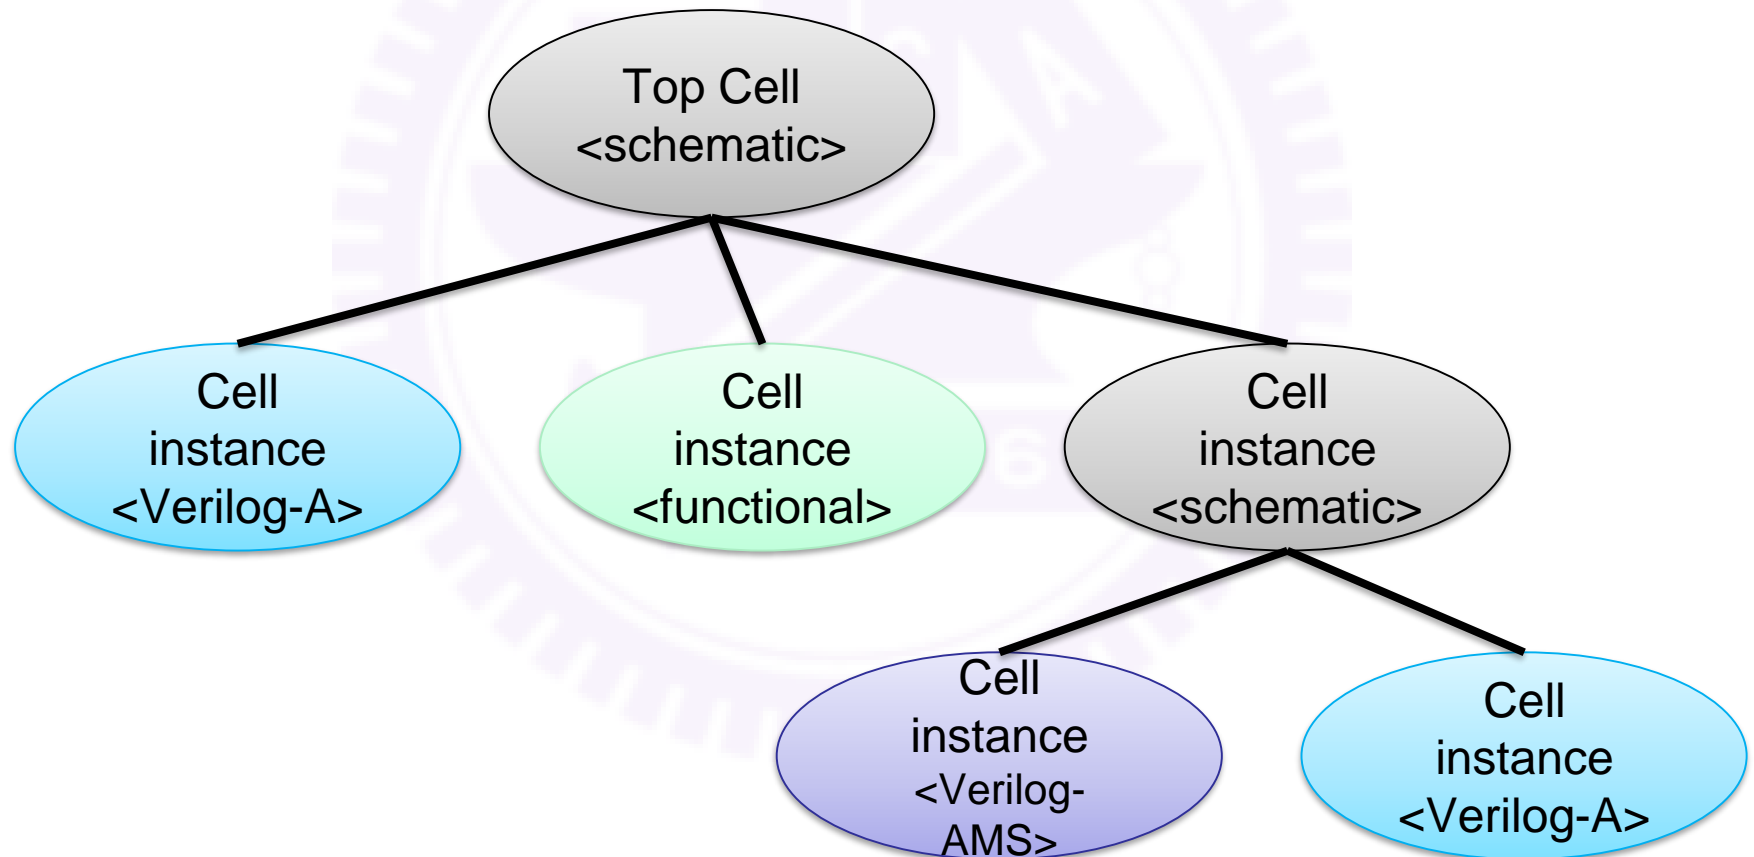 Top Cell
<schematic>
Cell
instance
<Verilog-A>
Cell
instance
<functional>
Cell
instance
<schematic>
Cell
instance
<Verilog-
AMS>
Cell
instance
<Verilog-A>